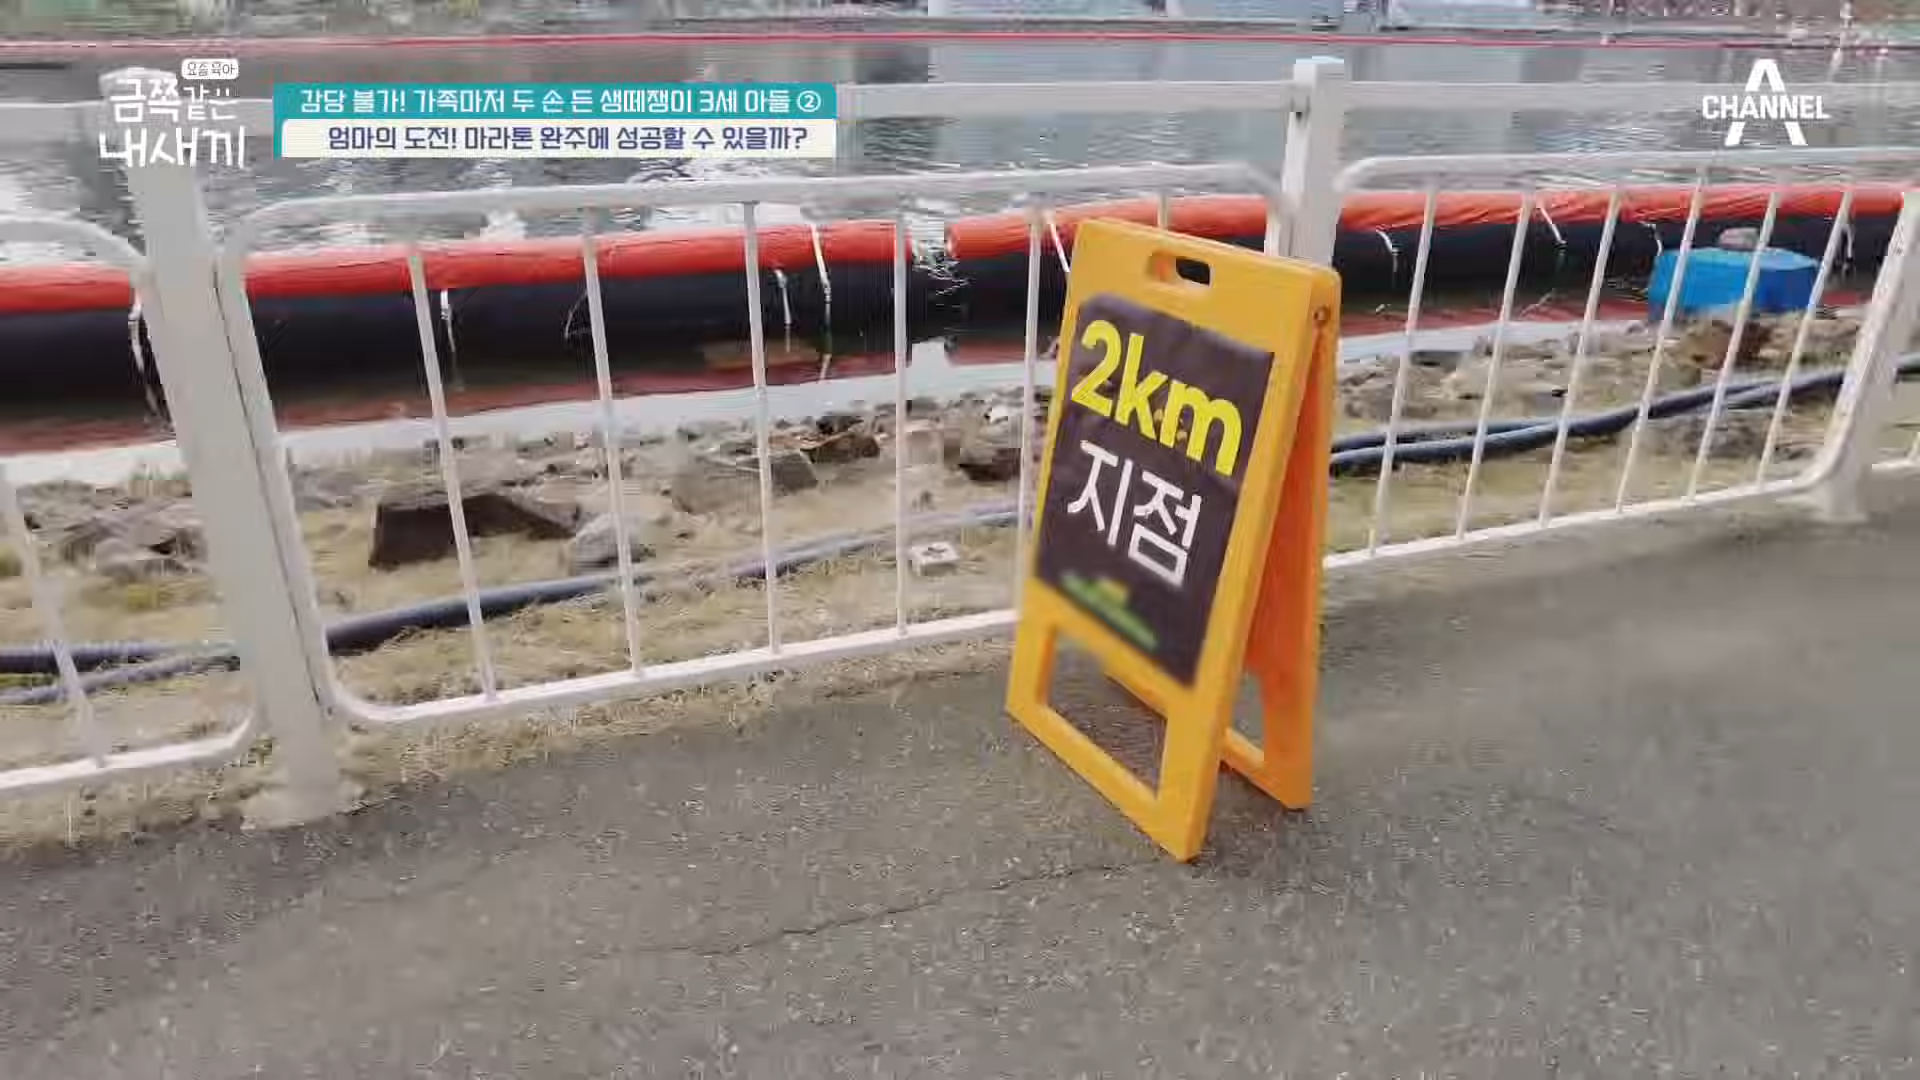 요즘 육아
금쪽같은
내새끼
감당 불가! 가족마저 두 손 든 생떼쟁이 3세 아들 ②
엄마의 도전! 마라톤 완주에 성공할 수 있을까?
CHANNEL A
2km
지점